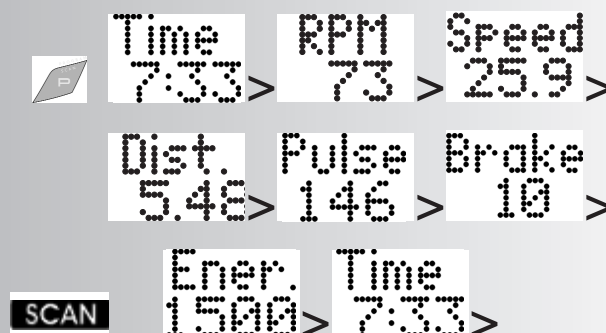 Time RPM Speed
P 7:33 > 73 > 25.9 >
Dist. Pulse Brake
5.48 > 146 > 10 >
Ener. Time
SCAN 1500 > 7:33 >